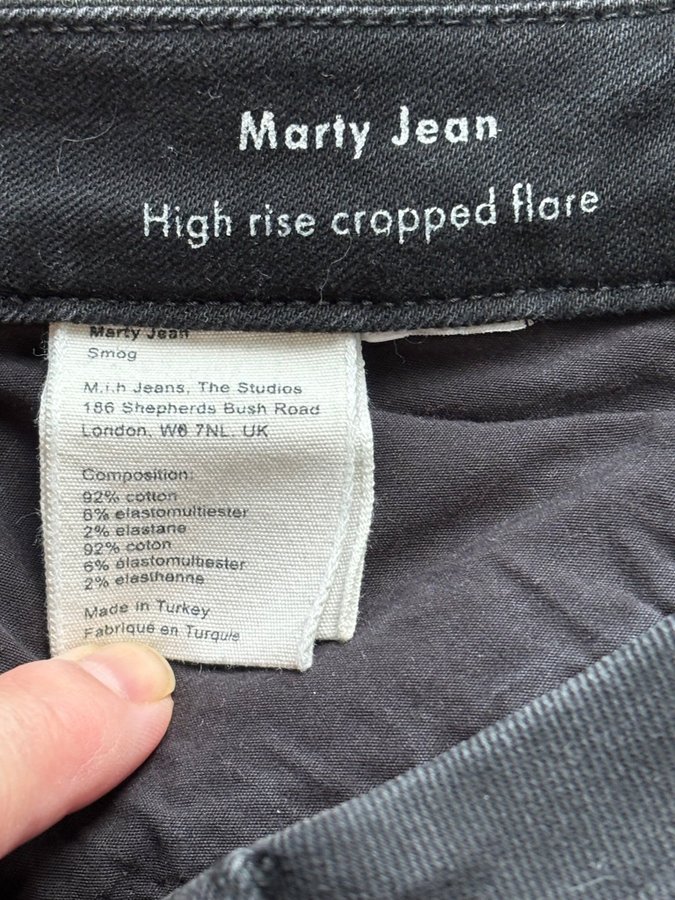 Marty Jean
High rise cropped flare
Marty Jean
Smog
M.i.h Jeans, The Studios
186 Shepherds Bush Road
London, W6 7NL. UK
Composition:
92% cotton
6% elastomultiester
2% elastane
92% coton
6% élastomultiester
2% élasthanne
Made in Turkey
Fabriqué en Turquie